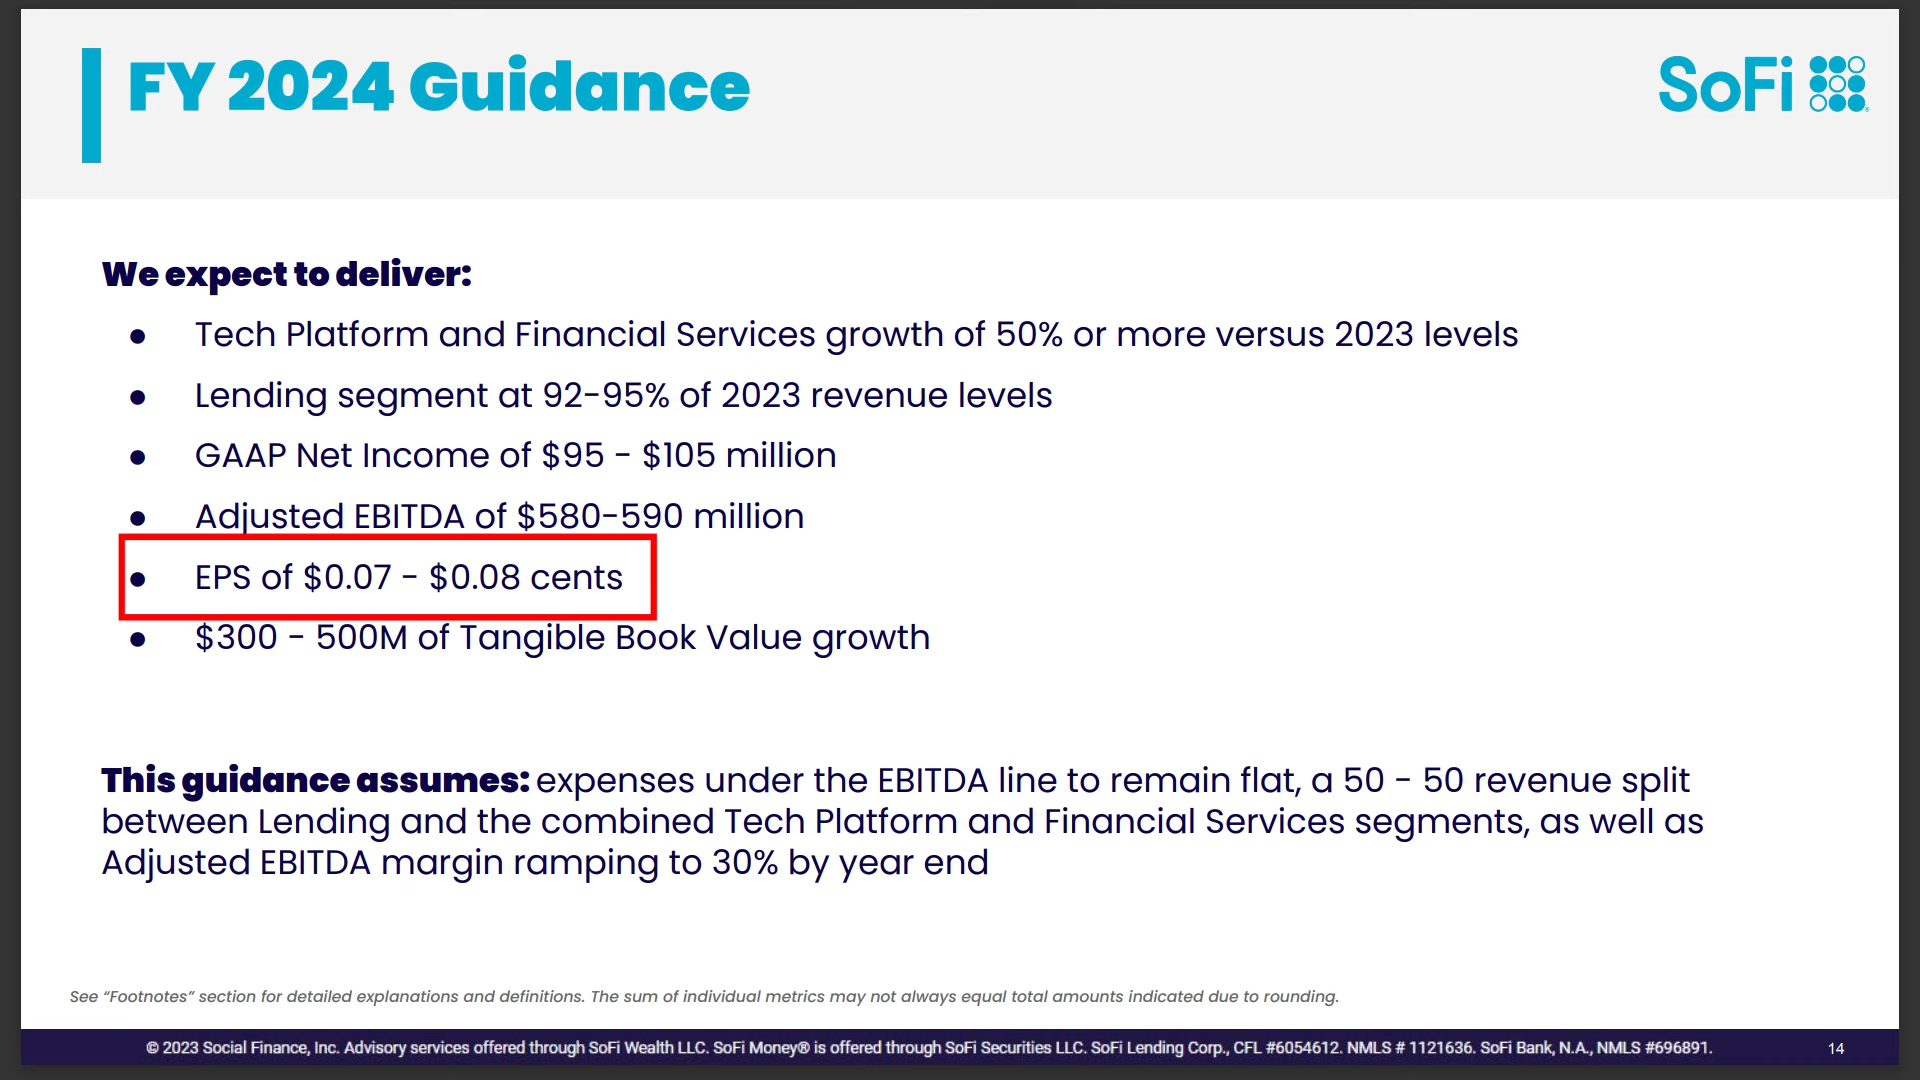 FY 2024 Guidance
SoFi
We expect to deliver:
● Tech Platform and Financial Services growth of 50% or more versus 2023 levels
● Lending segment at 92-95% of 2023 revenue levels
● GAAP Net Income of $95 - $105 million
● Adjusted EBITDA of $580-590 million
● EPS of $0.07 - $0.08 cents
● $300 - 500M of Tangible Book Value growth
This guidance assumes: expenses under the EBITDA line to remain flat, a 50 - 50 revenue split
between Lending and the combined Tech Platform and Financial Services segments, as well as
Adjusted EBITDA margin ramping to 30% by year end
See “Footnotes” section for detailed explanations and definitions. The sum of individual metrics may not always equal total amounts indicated due to rounding.
© 2023 Social Finance, Inc. Advisory services offered through SoFi Wealth LLC. SoFi Money® is offered through SoFi Securities LLC. SoFi Lending Corp., CFL #6054612. NMLS # 1121636. SoFi Bank, N.A., NMLS #696891.
14